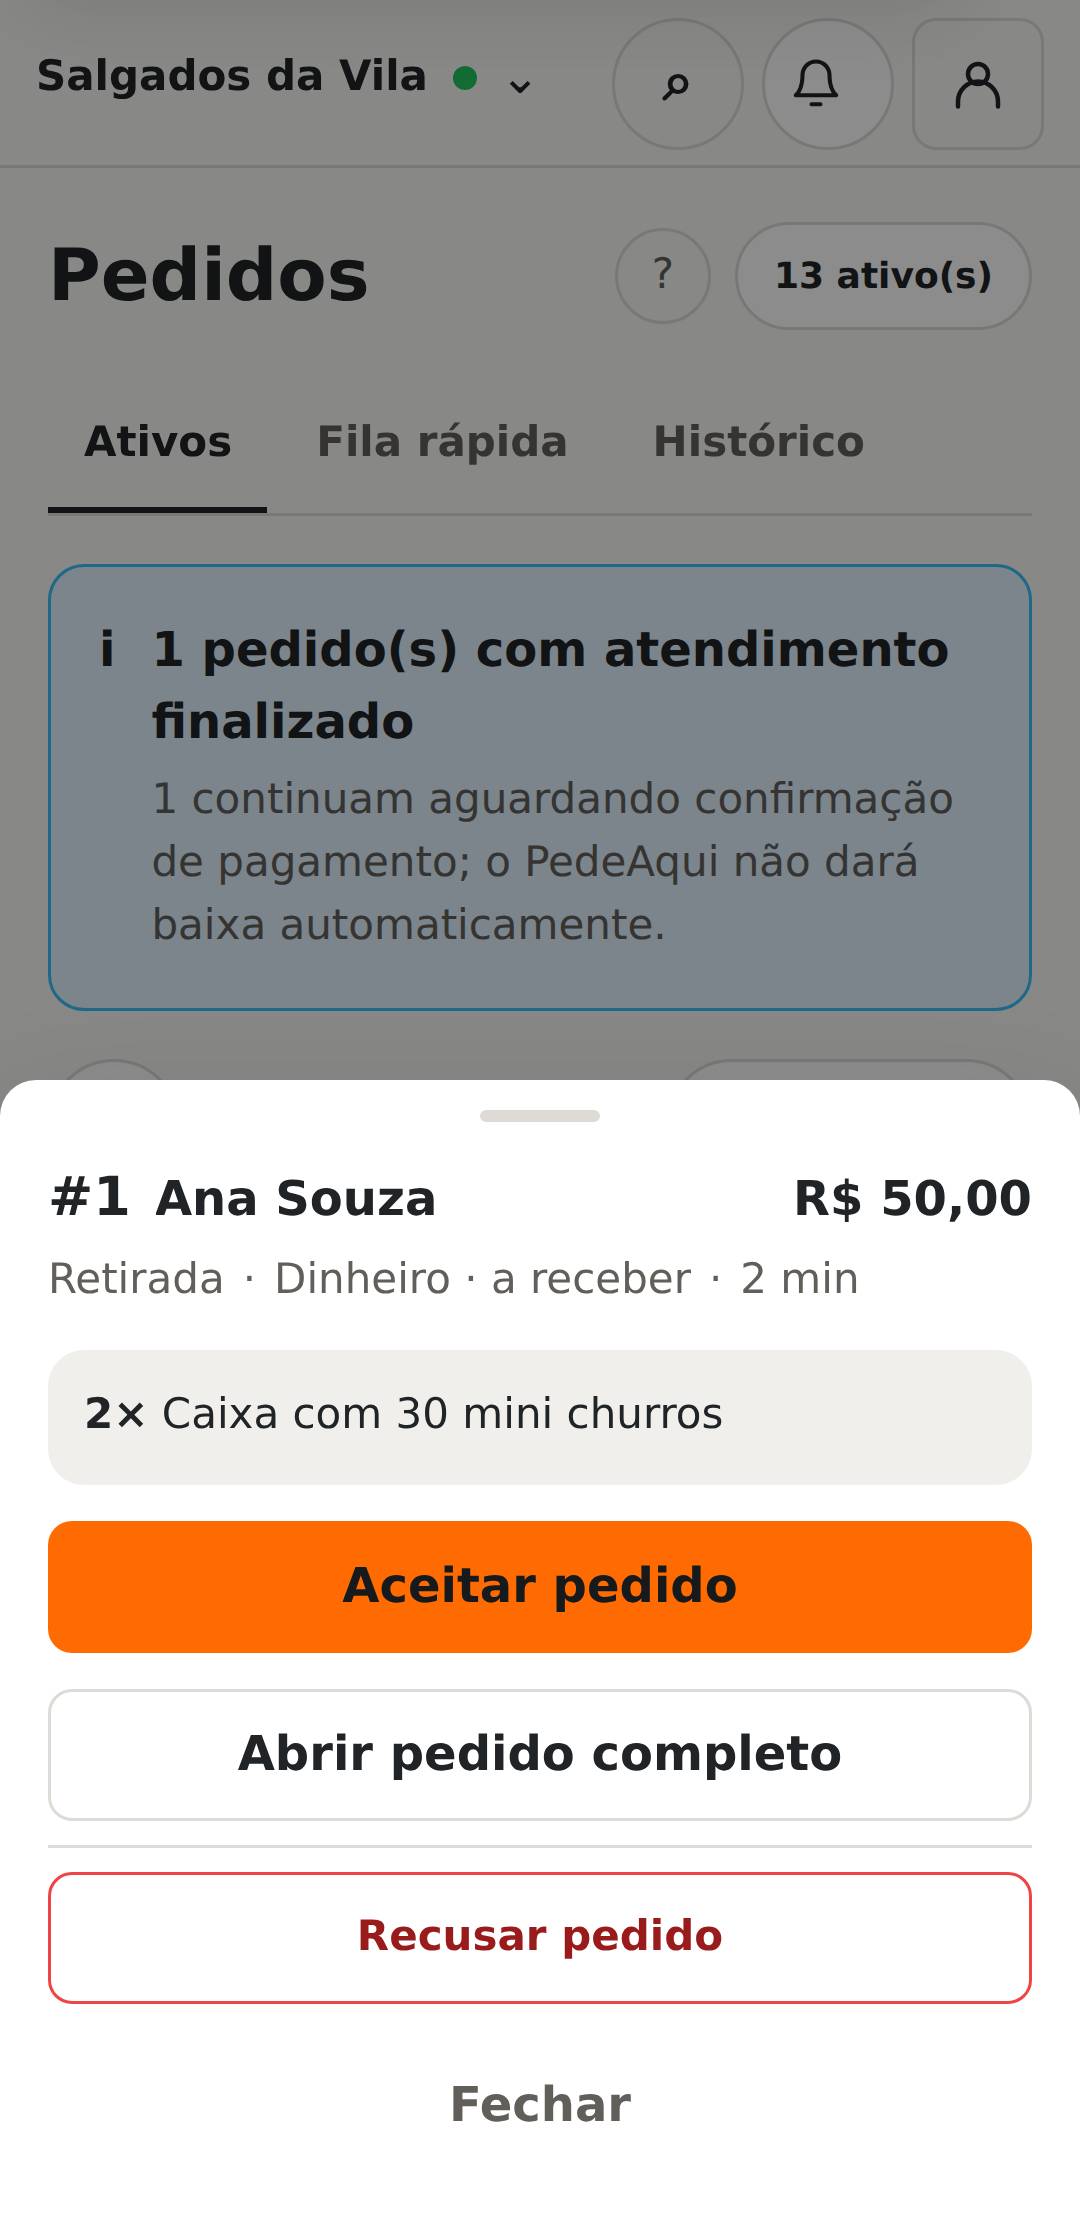 Salgados da Vila
Pedidos
?
13 ativo(s)
Ativos
Fila rápida
Histórico
i
1 pedido(s) com atendimento
finalizado
1 continuam aguardando confirmação
de pagamento; o PedeAqui não dará
baixa automaticamente.
#1 Ana Souza
R$ 50,00
Retirada · Dinheiro · a receber · 2 min
2× Caixa com 30 mini churros
Aceitar pedido
Abrir pedido completo
Recusar pedido
Fechar